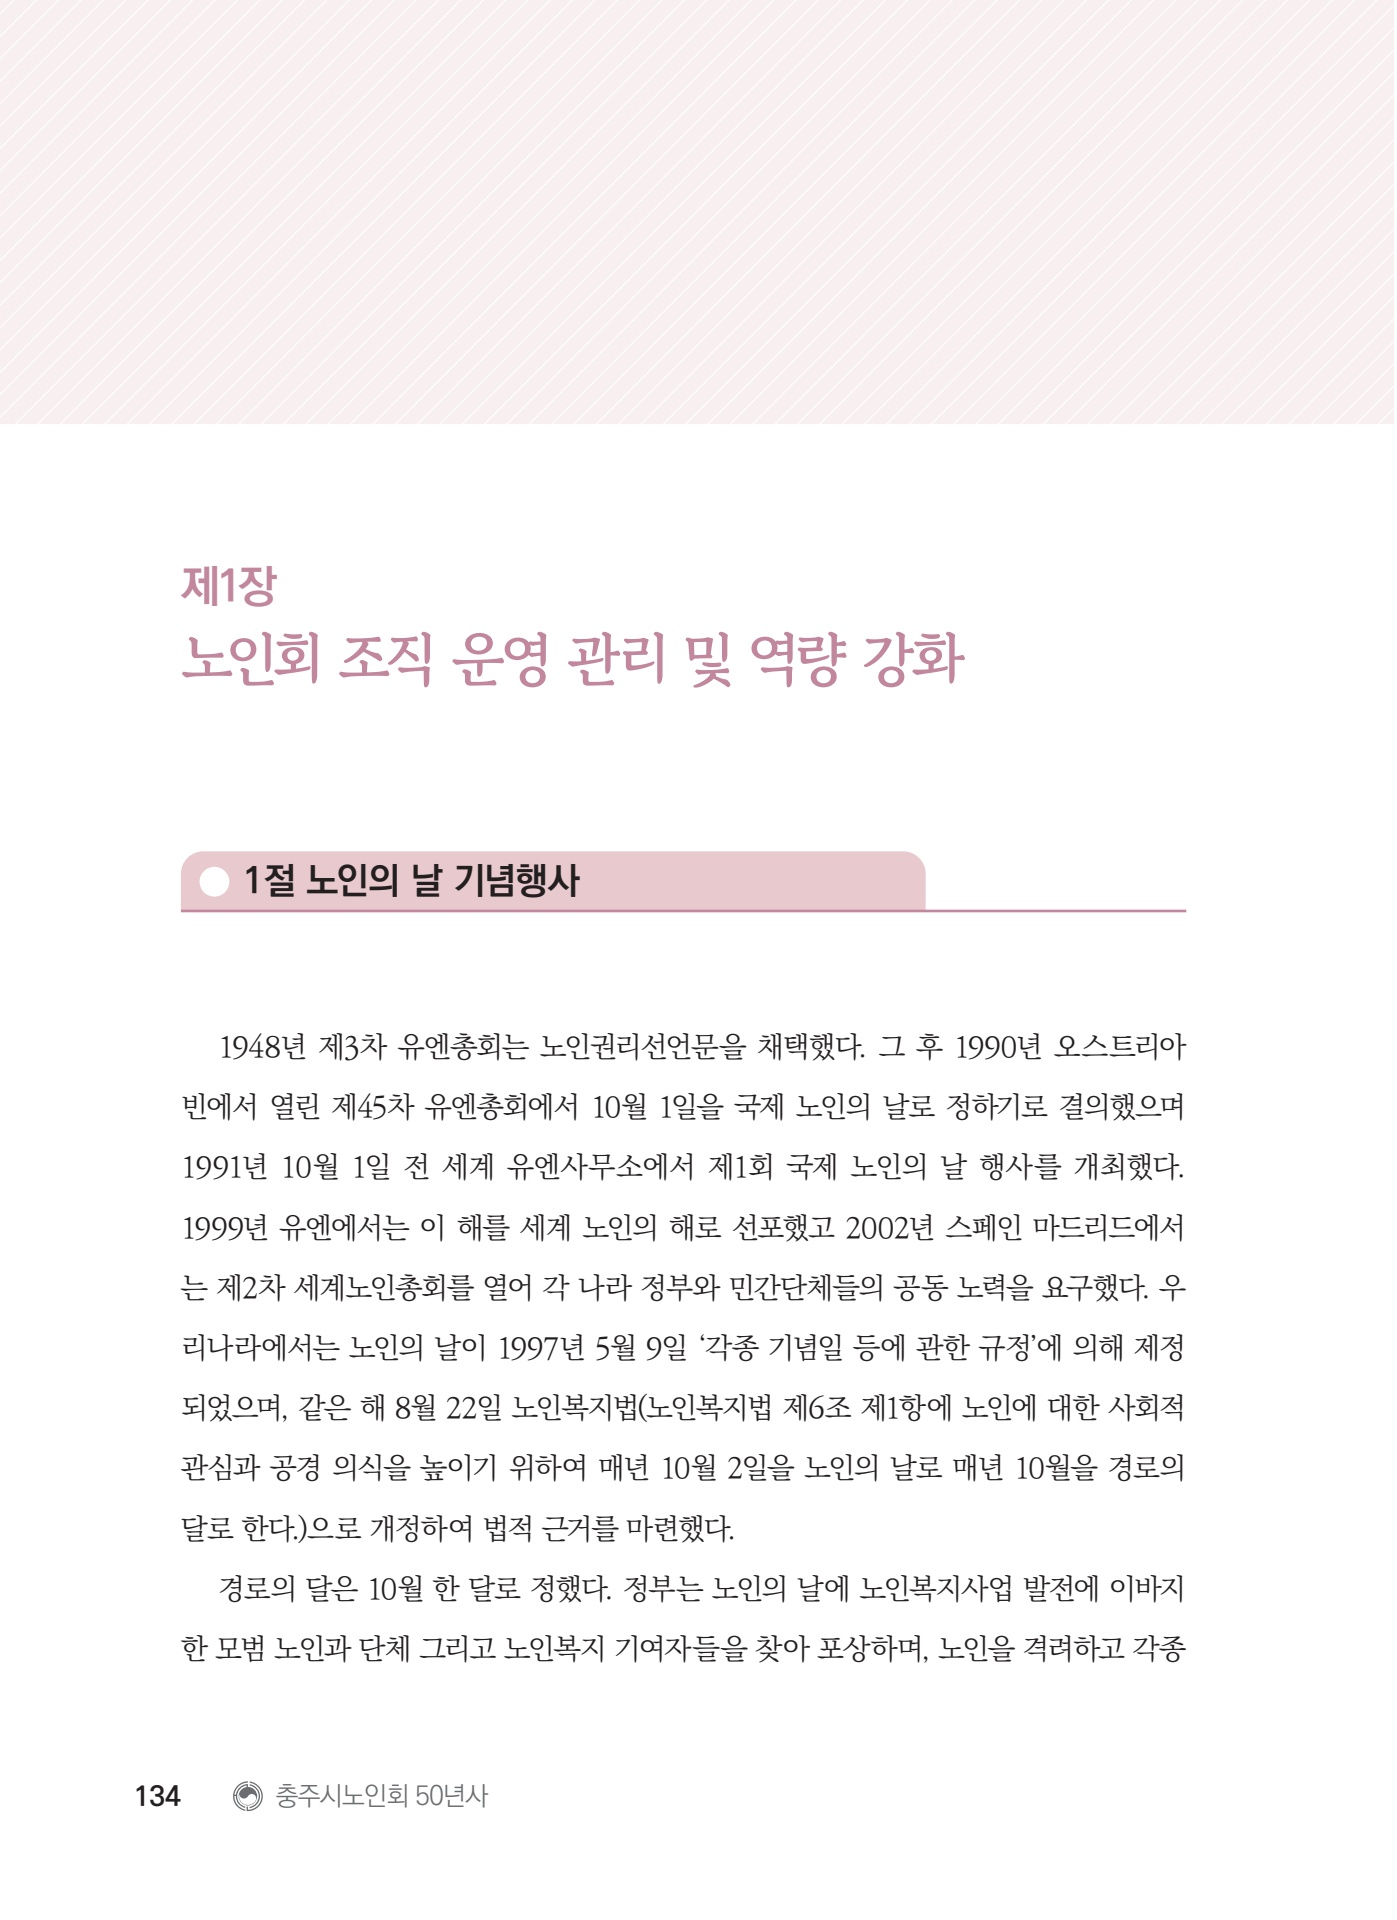 제1장
노인회 조직 운영 관리 및 역량 강화
1절 노인의 날 기념행사
1948년 제3차 유엔총회는 노인권리선언문을 채택했다. 그 후 1990년 오스트리아
빈에서 열린 제45차 유엔총회에서 10월 1일을 국제 노인의 날로 정하기로 결의했으며
1991년 10월 1일 전 세계 유엔사무소에서 제1회 국제 노인의 날 행사를 개최했다.
1999년 유엔에서는 이 해를 세계 노인의 해로 선포했고 2002년 스페인 마드리드에서
는 제2차 세계노인총회를 열어 각 나라 정부와 민간단체들의 공동 노력을 요구했다. 우
리나라에서는 노인의 날이 1997년 5월 9일 ‘각종 기념일 등에 관한 규정’에 의해 제정
되었으며, 같은 해 8월 22일 노인복지법(노인복지법 제6조 제1항에 노인에 대한 사회적
관심과 공경 의식을 높이기 위하여 매년 10월 2일을 노인의 날로 매년 10월을 경로의
달로 한다.)으로 개정하여 법적 근거를 마련했다.
경로의 달은 10월 한 달로 정했다. 정부는 노인의 날에 노인복지사업 발전에 이바지
한 모범 노인과 단체 그리고 노인복지 기여자들을 찾아 포상하며, 노인을 격려하고 각종
134 충주시노인회 50년사